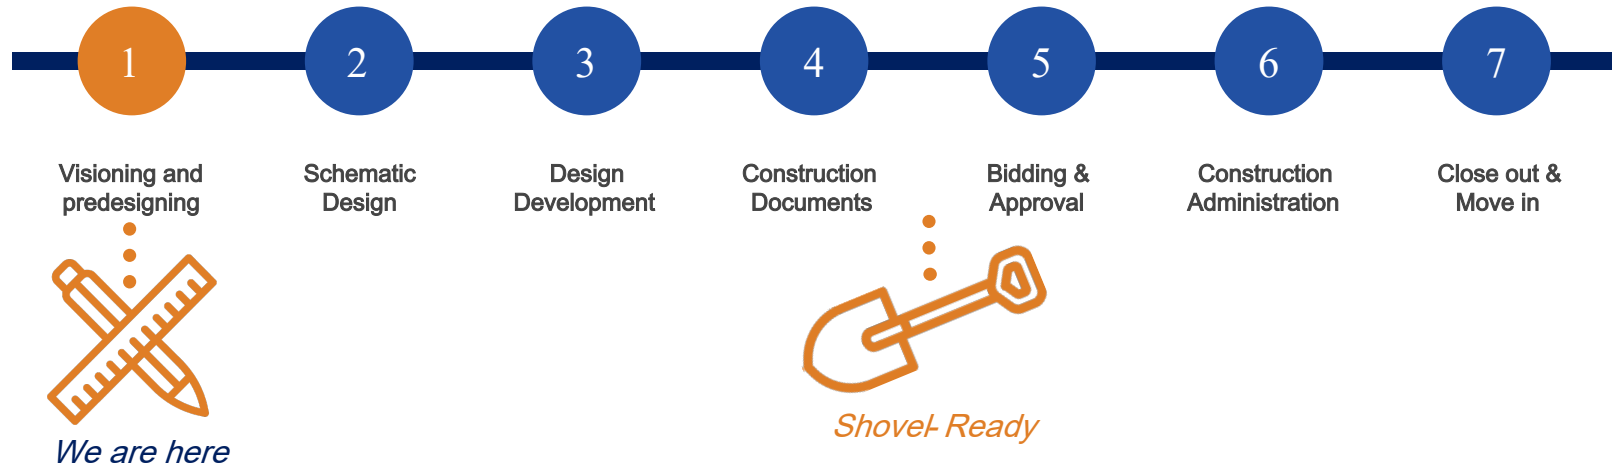 1 2 3 4 5 6 7
Visioning and
predesigning
Schematic
Design
Design
Development
Construction
Documents
Bidding &
Approval
Construction
Administration
Close out &
Move in
We are here
Shovel- Ready